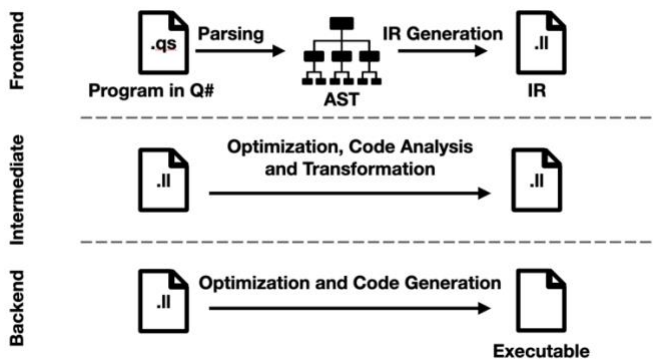 Frontend
.qs
Parsing
IR Generation
.ll
Program in Q#
AST
IR
Intermediate
.ll
Optimization, Code Analysis
and Transformation
.ll
Backend
.ll
Optimization and Code Generation
Executable